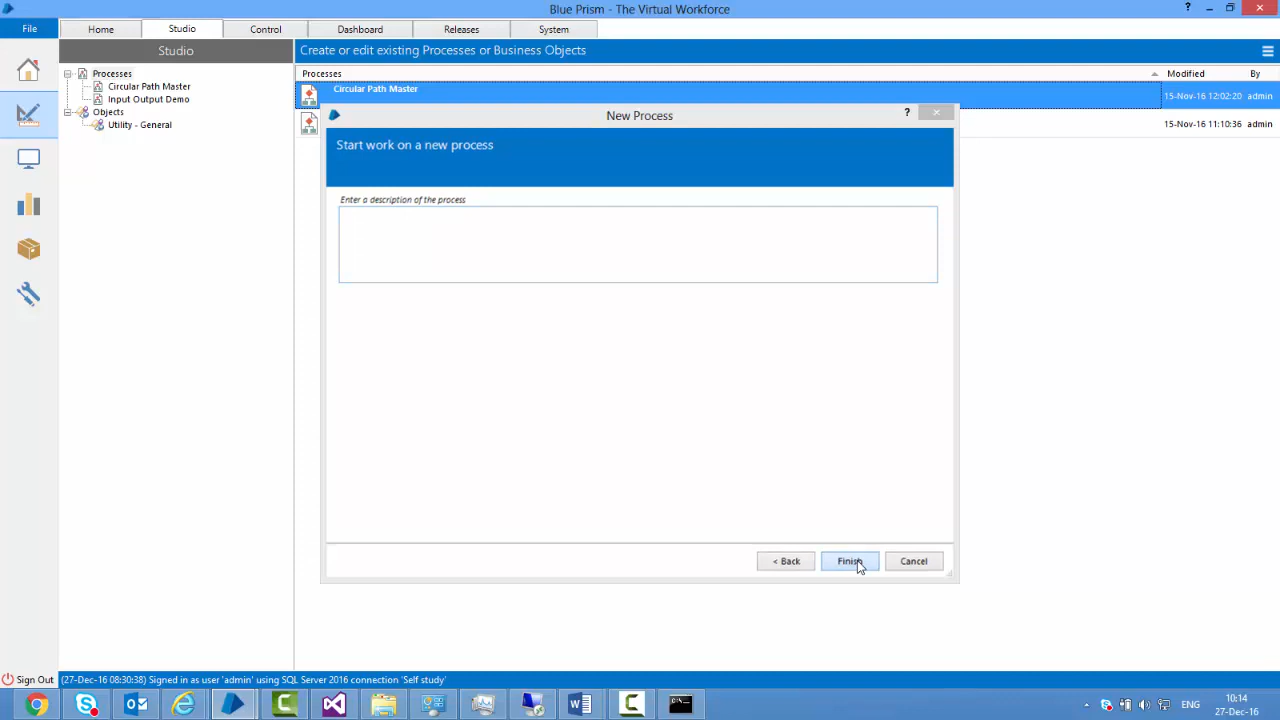 Blue Prism - The Virtual Workforce
?
File
Home
Studio
Control
Dashboard
Releases
System
Studio
Create or edit existing Processes or Business Objects
Processes
Circular Path Master
Input Output Demo
Objects
Utility - General
Processes
Modified
By
Circular Path Master
15-Nov-16 12:02:20 admin
15-Nov-16 11:10:36 admin
New Process
?
Start work on a new process
Enter a description of the process
< Back
Finish
Cancel
Sign Out
(27-Dec-16 08:30:38) Signed in as user 'admin' using SQL Server 2016 connection 'Self study'
ENG
10:14
27-Dec-16